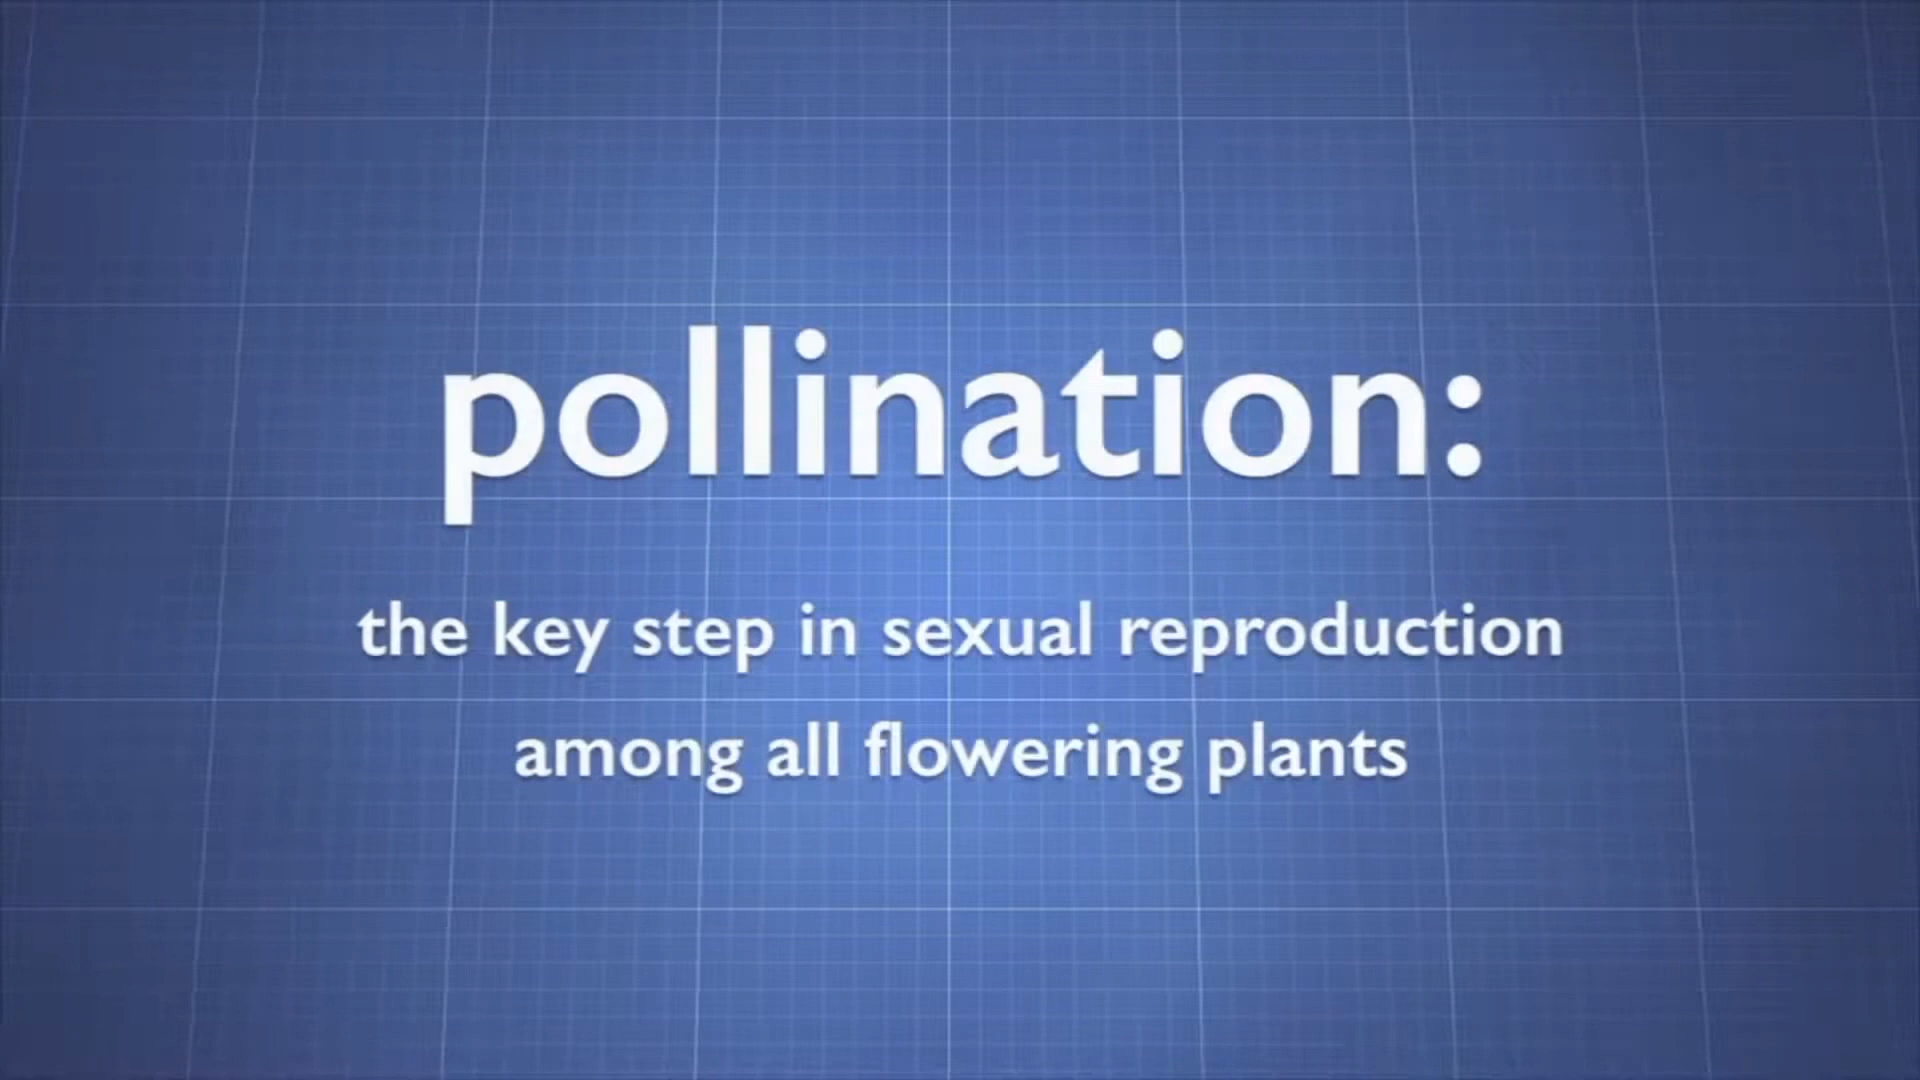 pollination:
the key step in sexual reproduction
among all flowering plants